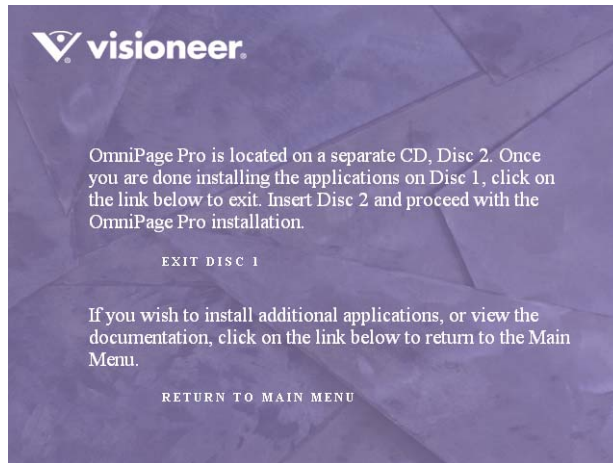 visioneer.
OmniPage Pro is located on a separate CD, Disc 2. Once
you are done installing the applications on Disc 1, click on
the link below to exit. Insert Disc 2 and proceed with the
OmniPage Pro installation.
EXIT DISC 1
If you wish to install additional applications, or view the
documentation, click on the link below to return to the Main
Menu.
RETURN TO MAIN MENU